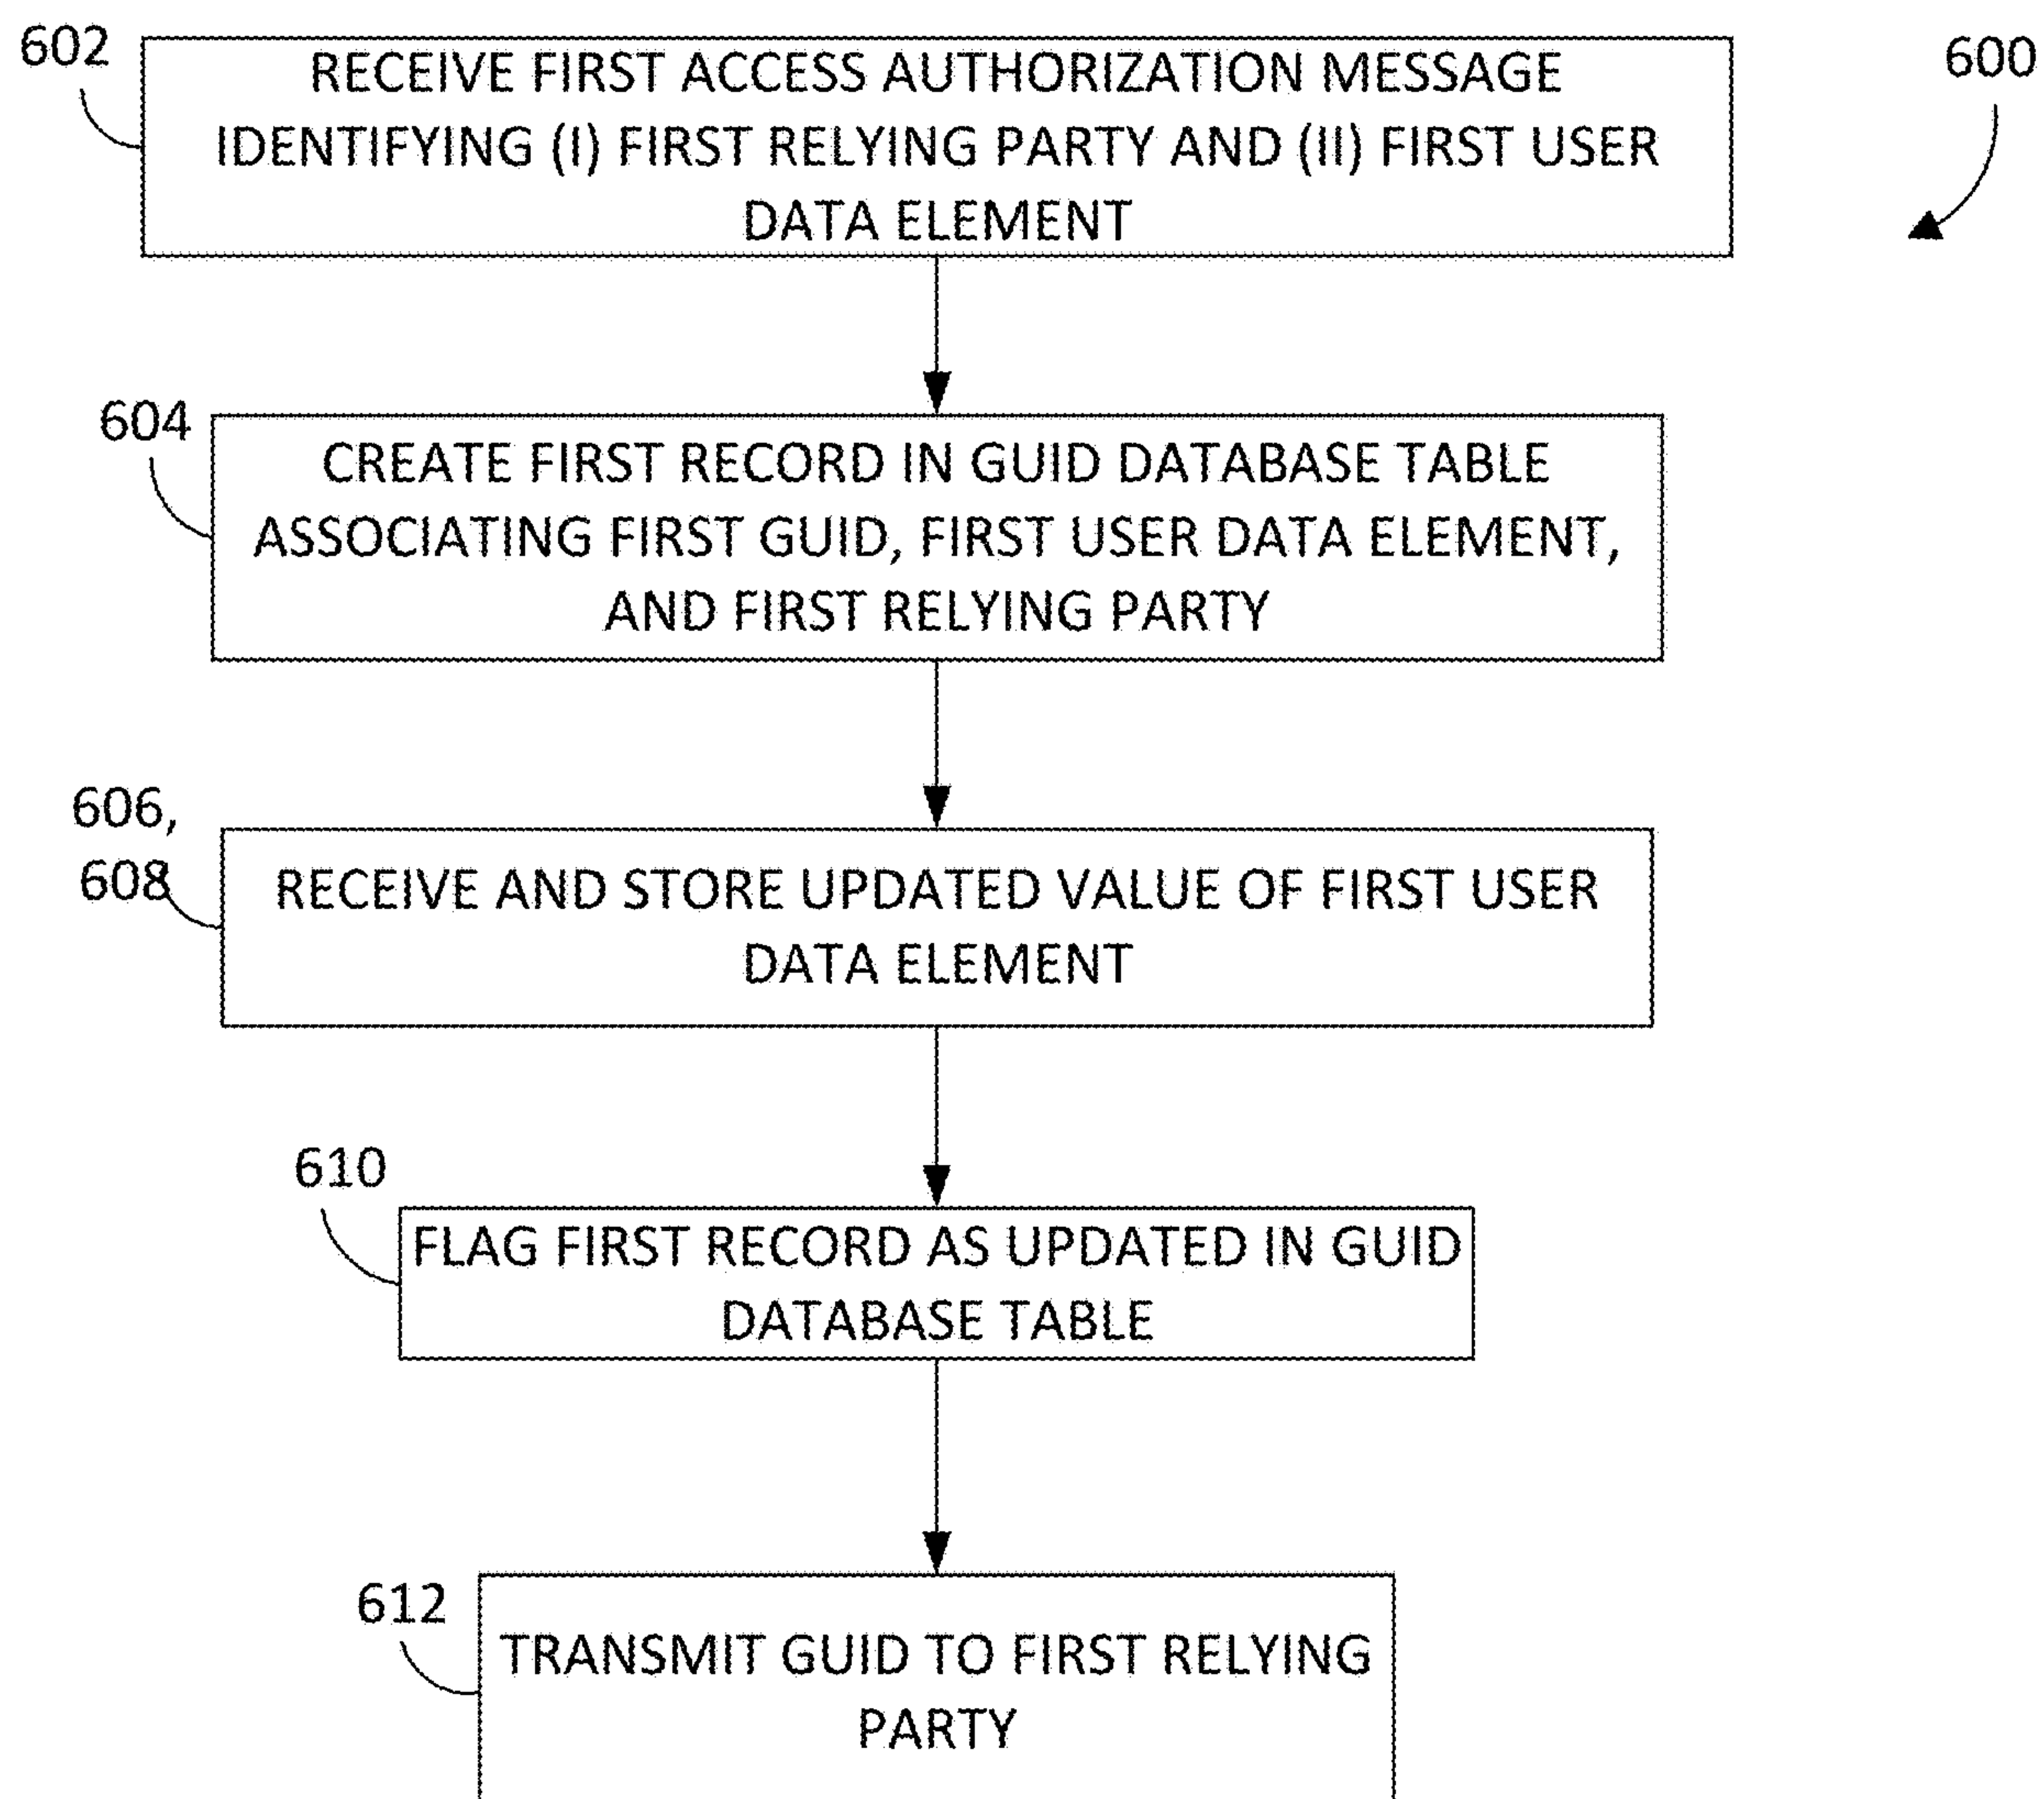 602
RECEIVE FIRST ACCESS AUTHORIZATION MESSAGE
IDENTIFYING (I) FIRST RELYING PARTY AND (II) FIRST USER
DATA ELEMENT
600
604
CREATE FIRST RECORD IN GUID DATABASE TABLE
ASSOCIATING FIRST GUID, FIRST USER DATA ELEMENT,
AND FIRST RELYING PARTY
606,
608
RECEIVE AND STORE UPDATED VALUE OF FIRST USER
DATA ELEMENT
610
FLAG FIRST RECORD AS UPDATED IN GUID
DATABASE TABLE
612
TRANSMIT GUID TO FIRST RELYING
PARTY